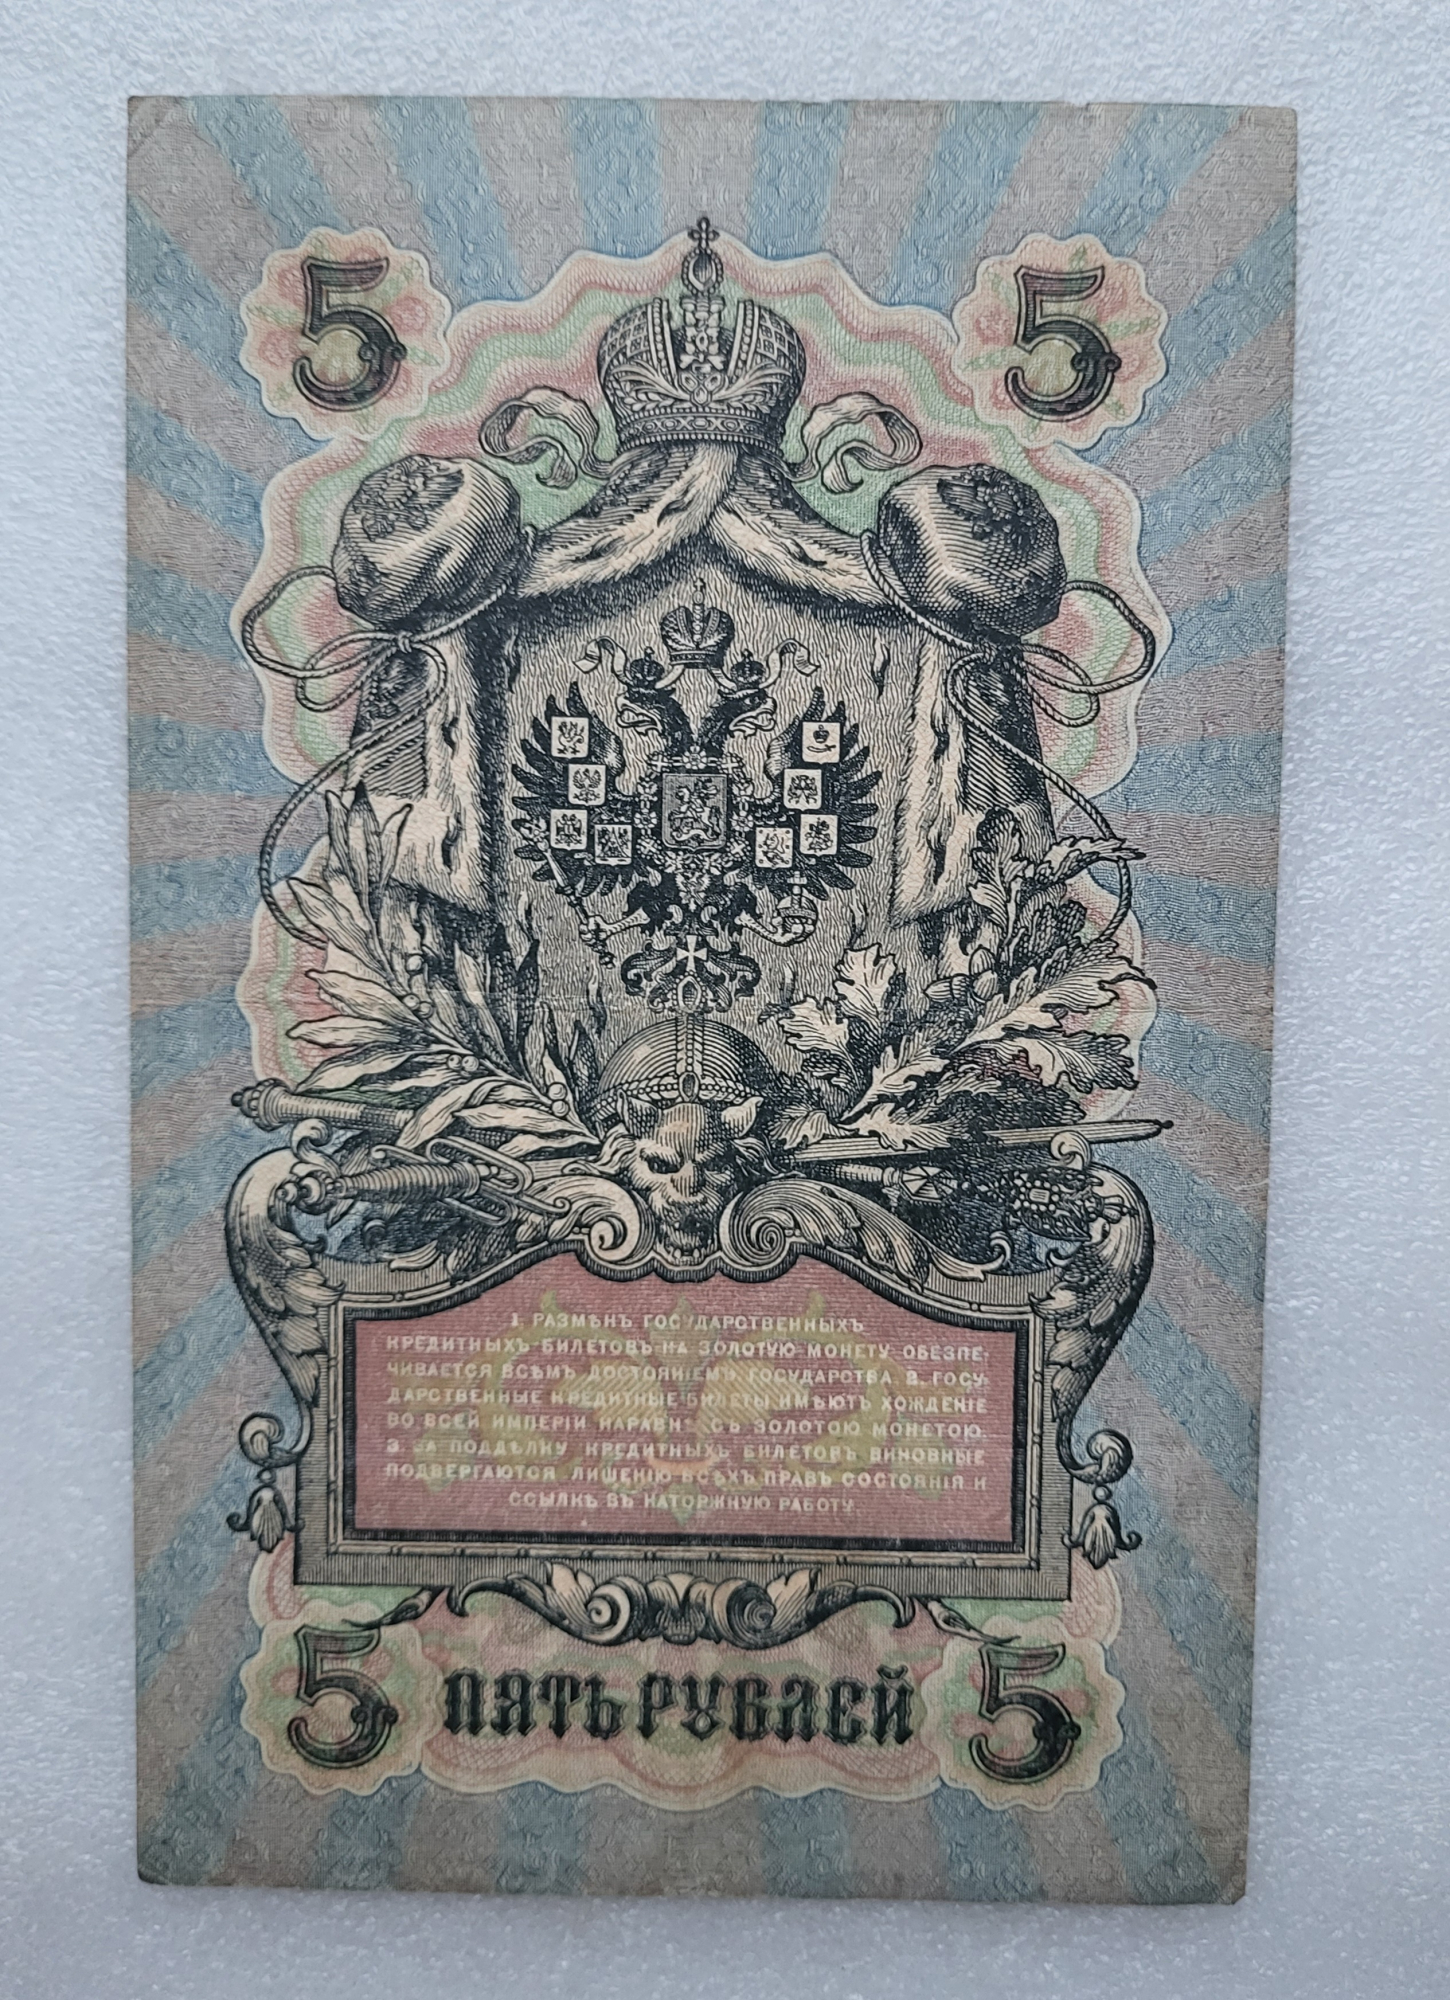 5 5
1. РАЗМѢНЪ ГОСУДАРСТВЕННЫХЪ
КРЕДИТНЫХЪ БИЛЕТОВЪ НА ЗОЛОТУЮ МОНЕТУ ОБЕЗПЕ-
ЧИВАЕТСЯ ВСѢМЪ ДОСТОЯНІЕМЪ ГОСУДАРСТВА. 2. ГОСУ-
ДАРСТВЕННЫЕ КРЕДИТНЫЕ БИЛЕТЫ ИМѢЮТЪ ХОЖДЕНІЕ
ВО ВСЕЙ ИМПЕРІИ НАРАВНѢ СЪ ЗОЛОТОЮ МОНЕТОЮ.
3. ЗА ПОДДѢЛКУ КРЕДИТНЫХЪ БИЛЕТОВЪ ВИНОВНЫЕ
ПОДВЕРГАЮТСЯ ЛИШЕНІЮ ВСѢХЪ ПРАВЪ СОСТОЯНІЯ И
ССЫЛКѢ ВЪ КАТОРЖНУЮ РАБОТУ.
5 ПЯТЬ РУБЛЕЙ 5